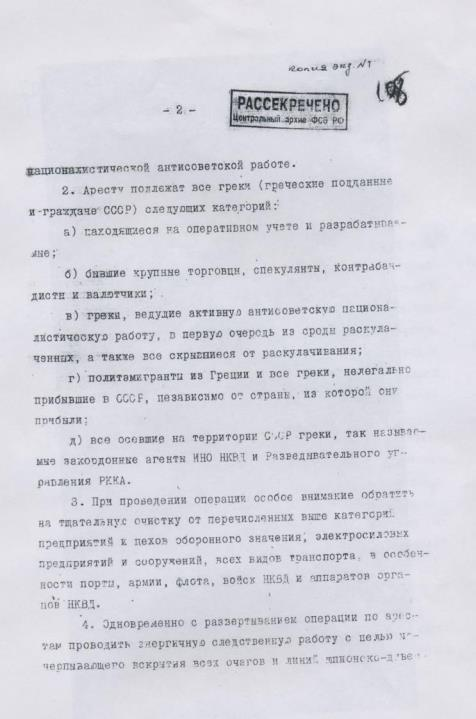 копия экз. №1
108
РАССЕКРЕЧЕНО
Центральный архив ФСБ РФ
- 2 -
националистической антисоветской работе.
2. Аресту подлежат все греки (греческие подданные
и граждане СССР) следующих категорий:
а) находящиеся на оперативном учете и разрабатывае-
мые;
б) бывшие крупные торговцы, спекулянты, контрабан-
дисты и валютчики;
в) греки, ведущие активную антисоветскую национа-
листическую работу, в первую очередь из среды раскула-
ченных, а также все скрывшиеся от раскулачивания;
г) политэмигранты из Греции и все греки, нелегально
прибывшие в СССР, независимо от страны, из которой они
прибыли;
д) все осевшие на территории СССР греки, так называе-
мые закордонные агенты ИНО НКВД и Разведывательного уп-
равления РККА.
3. При проведении операции особое внимание обратить
на тщательную очистку от перечисленных выше категорий
предприятий и цехов оборонного значения, электросиловых
предприятий и сооружений, всех видов транспорта, в особен-
ности порты, армии, флота, войск НКВД и аппаратов орга-
нов НКВД.
4. Одновременно с развертыванием операции по арес-
там проводить энергичную следственную работу с целью ис-
черпывающего вскрытия всех очагов и линий шпионско-дивер